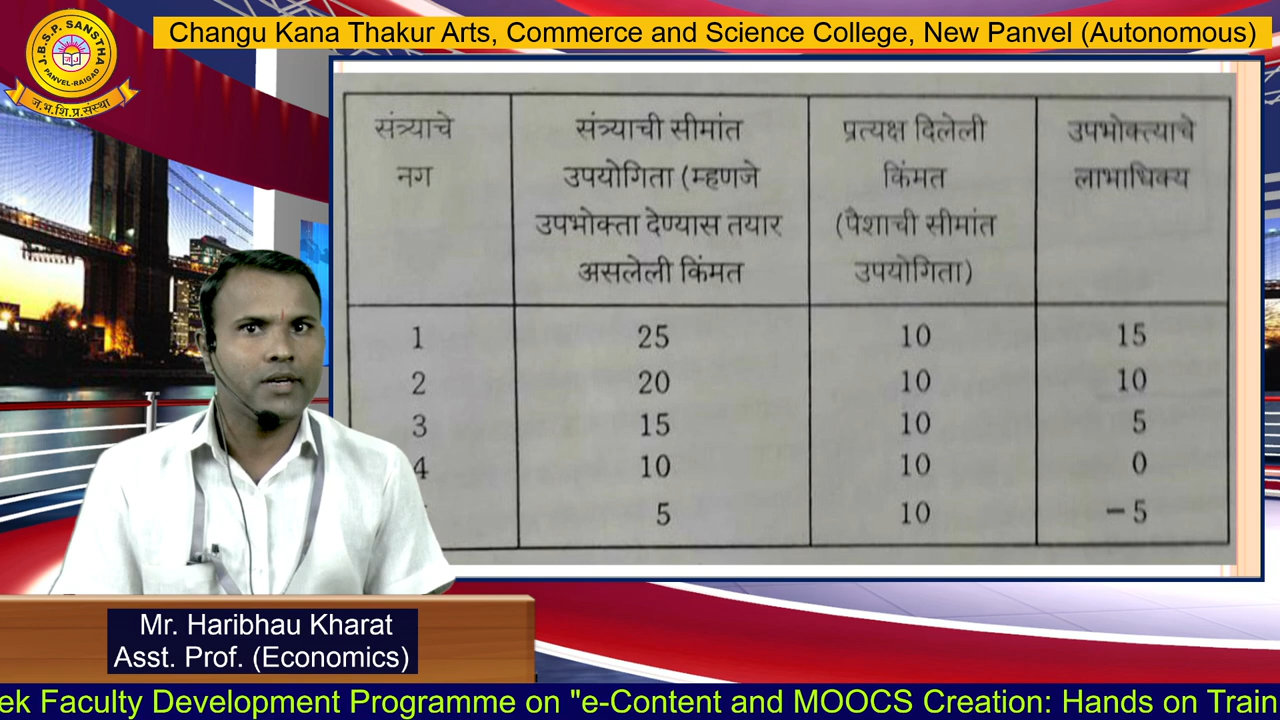 Changu Kana Thakur Arts, Commerce and Science College, New Panvel (Autonomous)
J.B.S.P. SANSTHA
PANVEL-RAIGAD
ज.भ.शि.प्र.संस्था
संत्र्याचे नग
संत्र्याची सीमांत उपयोगिता (म्हणजे उपभोक्ता देण्यास तयार असलेली किंमत
प्रत्यक्ष दिलेली किंमत (पैशाची सीमांत उपयोगिता)
उपभोक्त्याचे लाभाधिक्य
1 25 10 15
2 20 10 10
3 15 10 5
4 10 10 0
5 10 −5
Mr. Haribhau Kharat
Asst. Prof. (Economics)
ek Faculty Development Programme on "e-Content and MOOCS Creation: Hands on Train